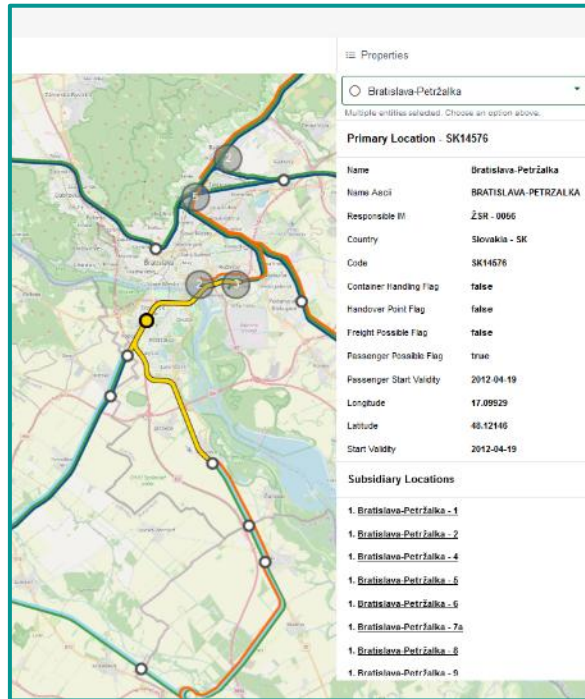 Properties
Bratislava-Petržalka
Multiple entities selected. Choose an option above.
Primary Location - SK14576
Name Bratislava-Petržalka
Name Ascii BRATISLAVA-PETRZALKA
Responsible IM ŽSR - 0056
Country Slovakia - SK
Code SK14576
Container Handling Flag false
Handover Point Flag false
Freight Possible Flag false
Passenger Possible Flag true
Passenger Start Validity 2012-04-19
Longitude 17.09929
Latitude 48.12146
Start Validity 2012-04-19
Subsidiary Locations
1. Bratislava-Petržalka - 1
1. Bratislava-Petržalka - 2
1. Bratislava-Petržalka - 4
1. Bratislava-Petržalka - 5
1. Bratislava-Petržalka - 6
1. Bratislava-Petržalka - 7a
1. Bratislava-Petržalka - 8
1. Bratislava-Petržalka - 9
Bratislava
2